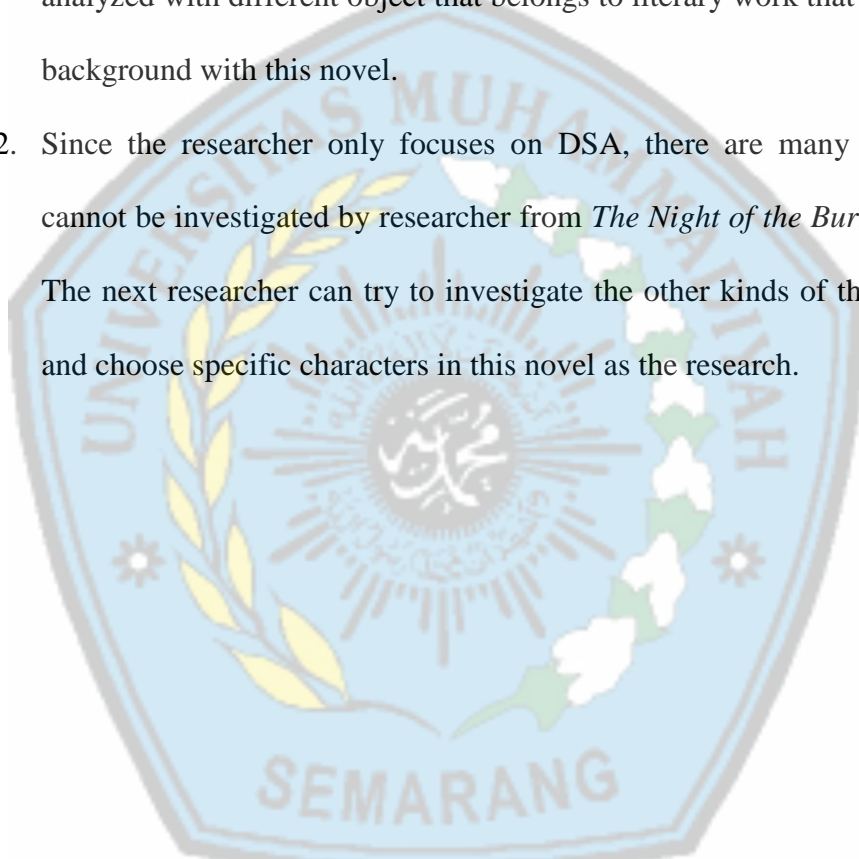 analyzed with different object that belongs to literary work that
background with this novel.
2. Since the researcher only focuses on DSA, there are many
cannot be investigated by researcher from The Night of the Bur
The next researcher can try to investigate the other kinds of th
and choose specific characters in this novel as the research.
UNIVERSITAS MUHAMMADIYAH
SEMARANG